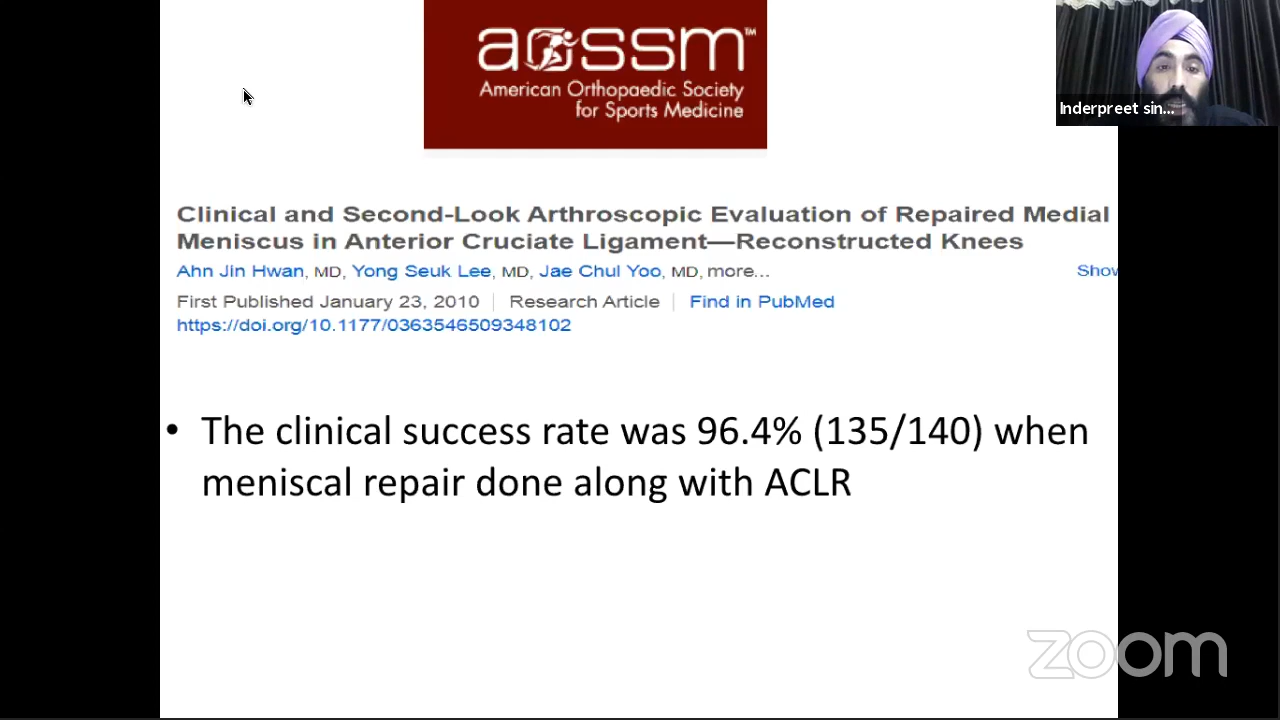 aossm™
American Orthopaedic Society
for Sports Medicine
Inderpreet sin...
Clinical and Second-Look Arthroscopic Evaluation of Repaired Medial
Meniscus in Anterior Cruciate Ligament—Reconstructed Knees
Ahn Jin Hwan, MD, Yong Seuk Lee, MD, Jae Chul Yoo, MD, more... Show
First Published January 23, 2010 | Research Article | Find in PubMed
https://doi.org/10.1177/0363546509348102
• The clinical success rate was 96.4% (135/140) when
meniscal repair done along with ACLR
zoom